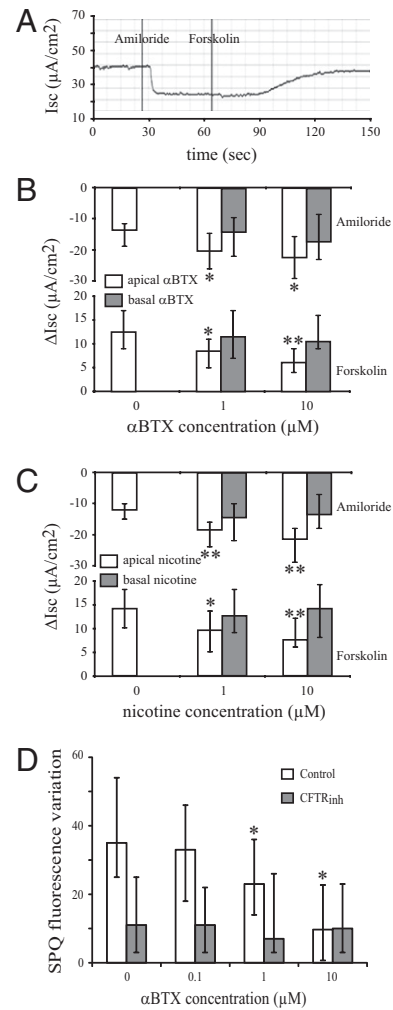 A
Isc (µA/cm2)
70
50
30
10
Amiloride
Forskolin
0
30
60
90
120
150
time (sec)
B
ΔIsc (µA/cm2)
0
-10
-20
-30
Amiloride
*
*
apical αBTX
basal αBTX
20
15
10
5
0
*
**
Forskolin
0
1
10
αBTX concentration (µM)
C
ΔIsc (µA/cm2)
0
-10
-20
-30
Amiloride
**
**
apical nicotine
basal nicotine
20
15
10
5
0
*
**
Forskolin
0
1
10
nicotine concentration (µM)
D
SPQ fluorescence variation
60
40
20
0
Control
CFTRinh
*
*
0
0.1
1
10
αBTX concentration (µM)